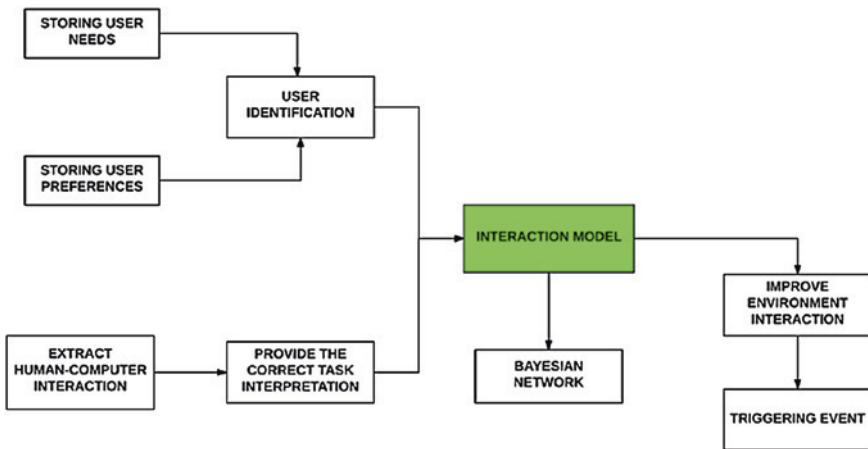 STORING USER
NEEDS
USER
IDENTIFICATION
STORING USER
PREFERENCES
INTERACTION MODEL
IMPROVE
ENVIRONMENT
INTERACTION
EXTRACT
HUMAN-COMPUTER
INTERACTION
PROVIDE THE
CORRECT TASK
INTERPRETATION
BAYESIAN
NETWORK
TRIGGERING EVENT